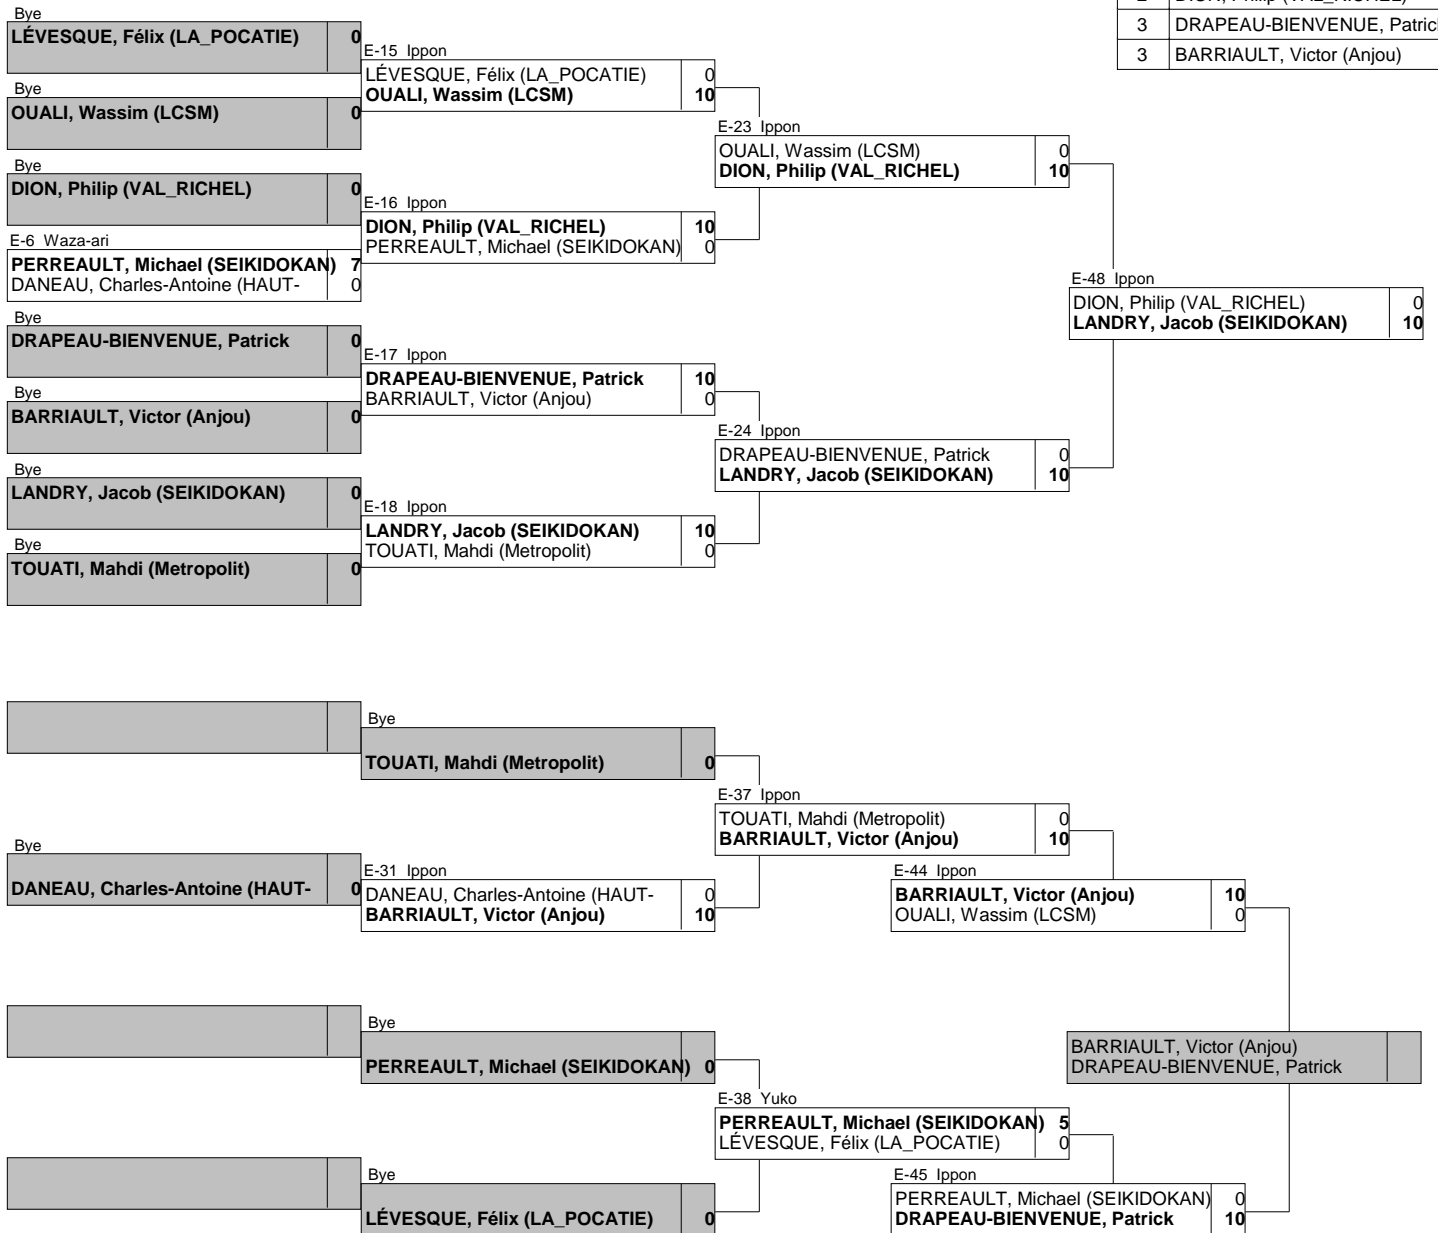 2 DION, Philip (VAL_RICHEL)
3 DRAPEAU-BIENVENUE, Patrick
3 BARRIAULT, Victor (Anjou)
Bye
LÉVESQUE, Félix (LA_POCATIE) 0
Bye
OUALI, Wassim (LCSM) 0
Bye
DION, Philip (VAL_RICHEL) 0
E-6 Waza-ari
PERREAULT, Michael (SEIKIDOKAN) 7
DANEAU, Charles-Antoine (HAUT- 0
Bye
DRAPEAU-BIENVENUE, Patrick 0
Bye
BARRIAULT, Victor (Anjou) 0
Bye
LANDRY, Jacob (SEIKIDOKAN) 0
Bye
TOUATI, Mahdi (Metropolit) 0
E-15 Ippon
LÉVESQUE, Félix (LA_POCATIE) 0
OUALI, Wassim (LCSM) 10
E-16 Ippon
DION, Philip (VAL_RICHEL) 10
PERREAULT, Michael (SEIKIDOKAN) 0
E-17 Ippon
DRAPEAU-BIENVENUE, Patrick 10
BARRIAULT, Victor (Anjou) 0
E-18 Ippon
LANDRY, Jacob (SEIKIDOKAN) 10
TOUATI, Mahdi (Metropolit) 0
E-23 Ippon
OUALI, Wassim (LCSM) 0
DION, Philip (VAL_RICHEL) 10
E-24 Ippon
DRAPEAU-BIENVENUE, Patrick 0
LANDRY, Jacob (SEIKIDOKAN) 10
E-48 Ippon
DION, Philip (VAL_RICHEL) 0
LANDRY, Jacob (SEIKIDOKAN) 10
Bye
DANEAU, Charles-Antoine (HAUT- 0
Bye
TOUATI, Mahdi (Metropolit) 0
E-31 Ippon
DANEAU, Charles-Antoine (HAUT- 0
BARRIAULT, Victor (Anjou) 10
Bye
PERREAULT, Michael (SEIKIDOKAN) 0
Bye
LÉVESQUE, Félix (LA_POCATIE) 0
E-37 Ippon
TOUATI, Mahdi (Metropolit) 0
BARRIAULT, Victor (Anjou) 10
E-38 Yuko
PERREAULT, Michael (SEIKIDOKAN) 5
LÉVESQUE, Félix (LA_POCATIE) 0
E-44 Ippon
BARRIAULT, Victor (Anjou) 10
OUALI, Wassim (LCSM) 0
E-45 Ippon
PERREAULT, Michael (SEIKIDOKAN) 0
DRAPEAU-BIENVENUE, Patrick 10
BARRIAULT, Victor (Anjou)
DRAPEAU-BIENVENUE, Patrick